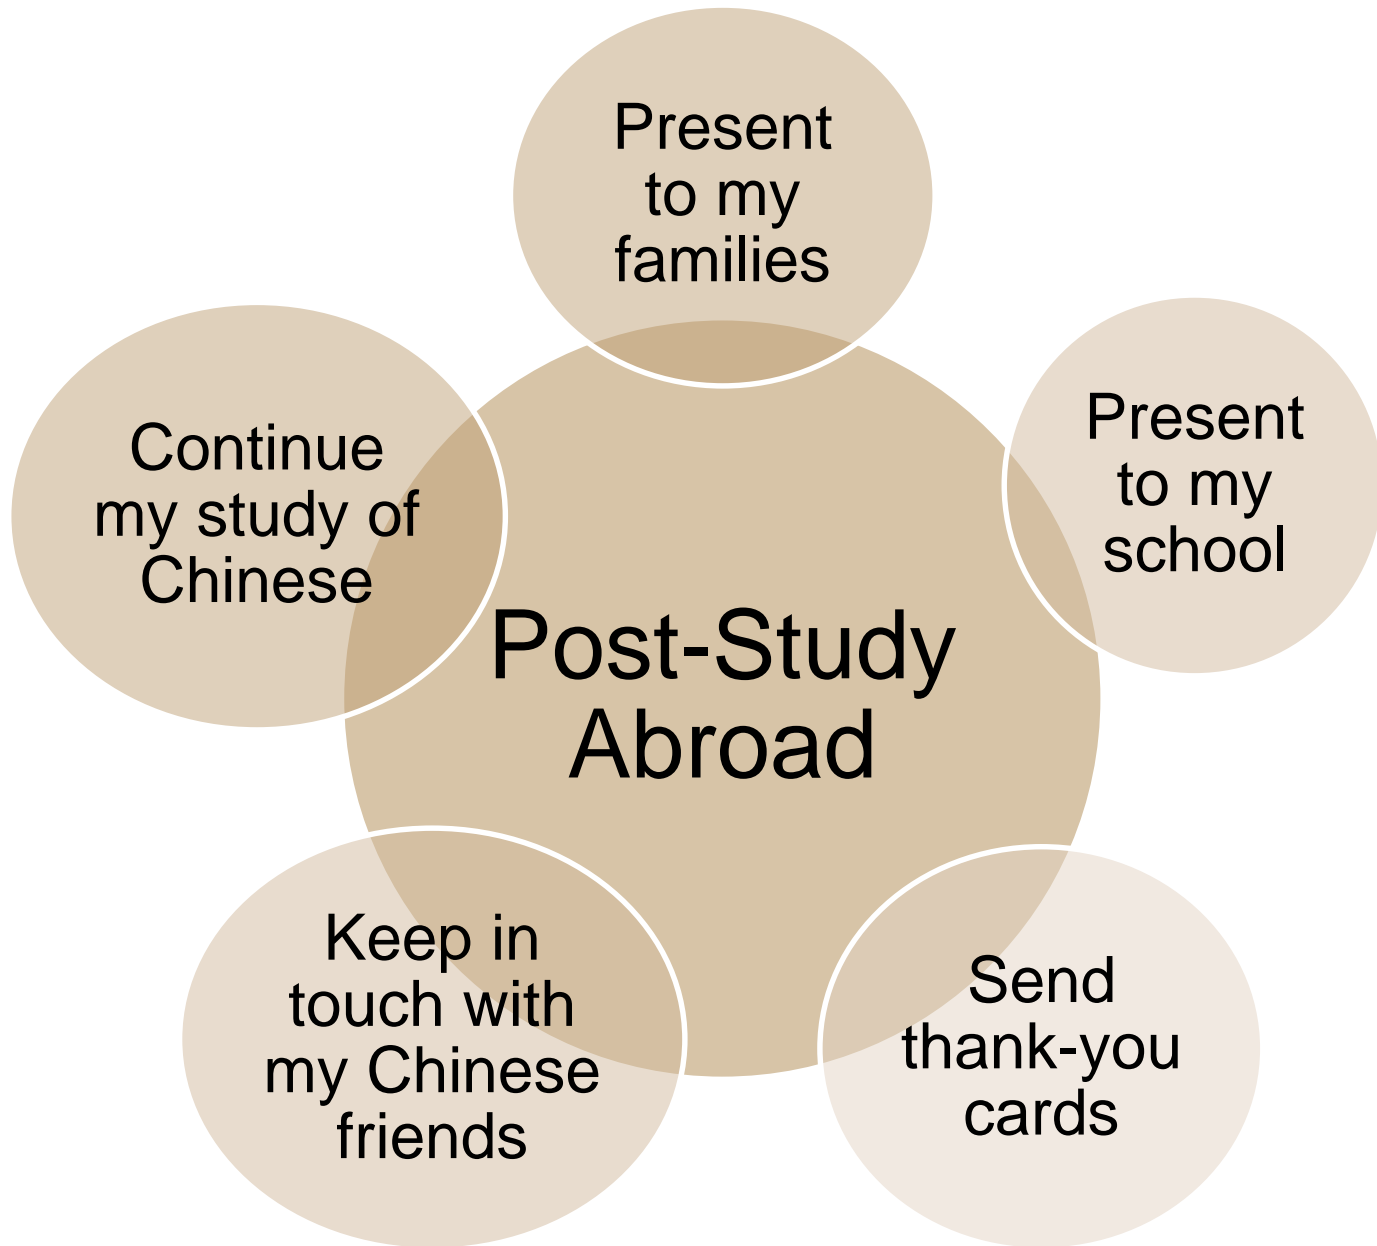 Present
to my
families
Present
to my
school
Continue
my study of
Chinese
Post-Study
Abroad
Keep in
touch with
my Chinese
friends
Send
thank-you
cards